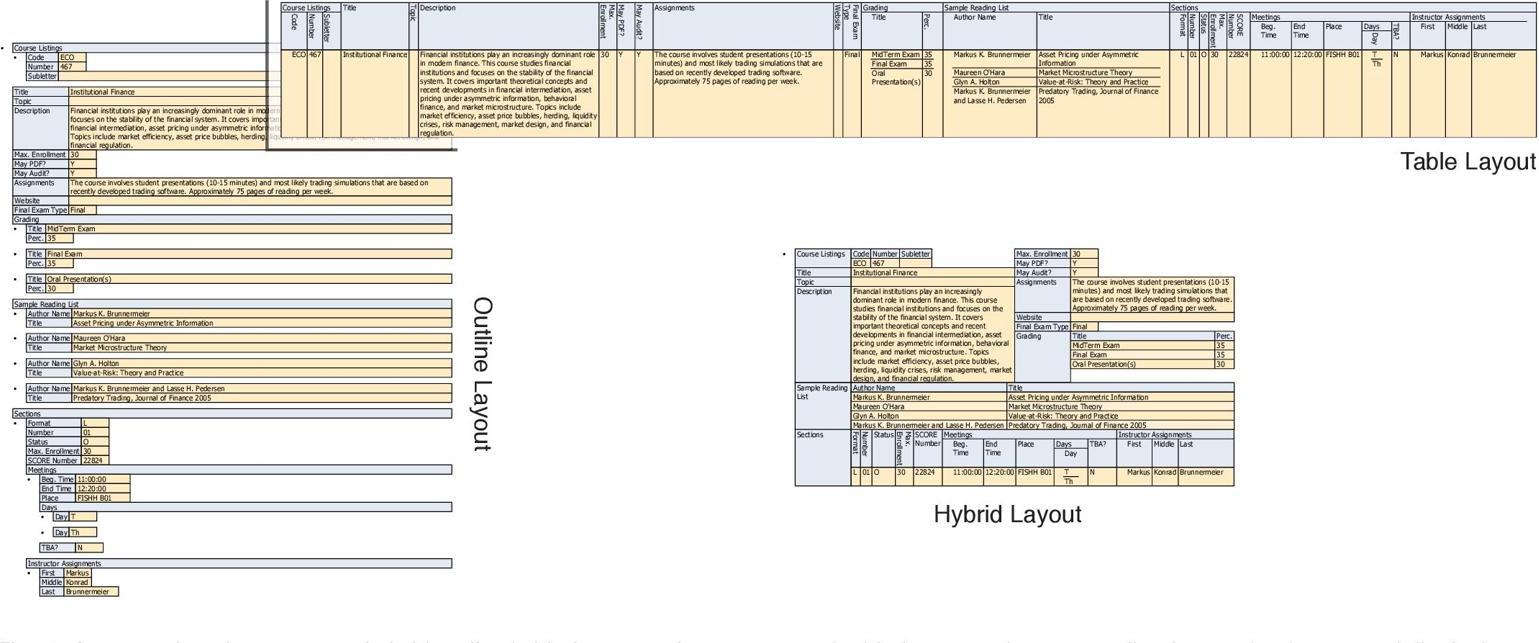 Course Listings
Code ECO
Number 467
Subletter
Title Institutional Finance
Topic
Description Financial institutions play an increasingly dominant role in modern
focuses on the stability of the financial system. It covers important
financial intermediation, asset pricing under asymmetric
Topics include market efficiency, asset price bubbles, herding,
financial regulation.
Max. Enrollment 30
May PDF? Y
May Audit? Y
Assignments The course involves student presentations (10-15 minutes) and most likely trading simulations that are based on
recently developed trading software. Approximately 75 pages of reading per week.
Website
Final Exam Type Final
Grading
Title MidTerm Exam
Perc. 35
Title Final Exam
Perc. 35
Title Oral Presentation(s)
Perc. 30
Sample Reading List
Author Name Markus K. Brunnermeier
Title Asset Pricing under Asymmetric Information
Author Name Maureen O'Hara
Title Market Microstructure Theory
Author Name Glyn A. Holton
Title Value-at-Risk: Theory and Practice
Author Name Markus K. Brunnermeier and Lasse H. Pedersen
Title Predatory Trading, Journal of Finance 2005
Sections
Format L
Number 01
Status O
Max. Enrollment 30
SCORE Number 22824
Meetings
Beg. Time 11:00:00
End Time 12:20:00
Place FISHH B01
Days
Day T
Day Th
TBA? N
Instructor Assignments
First Markus
Middle Konrad
Last Brunnermeier
Outline Layout
Course Listings Title Topic Description Max. Enrollment May PDF? May Audit? Assignments Website Final Exam Type Grading Sample Reading List Sections
Code Number Subletter Title Perc. Author Name Title Format Number Status Max. Enrollment SCORE Number Meetings Instructor Assignments
Beg. Time End Time Place Days TBA? First Middle Last
Day
ECO 467 Institutional Finance
Financial institutions play an increasingly dominant role
in modern finance. This course studies financial
institutions and focuses on the stability of the financial
system. It covers important theoretical concepts and
recent developments in financial intermediation, asset
pricing under asymmetric information, behavioral
finance, and market microstructure. Topics include
market efficiency, asset price bubbles, herding, liquidity
crises, risk management, market design, and financial
regulation.
30 Y Y
The course involves student presentations (10-15
minutes) and most likely trading simulations that are
based on recently developed trading software.
Approximately 75 pages of reading per week.
Final
MidTerm Exam 35
Final Exam 35
Oral 30
Presentation(s)
Markus K. Brunnermeier Asset Pricing under Asymmetric
Information
Maureen O'Hara Market Microstructure Theory
Glyn A. Holton Value-at-Risk: Theory and Practice
Markus K. Brunnermeier Predatory Trading, Journal of Finance
and Lasse H. Pedersen 2005
L 01 O 30 22824 11:00:00 12:20:00 FISHH B01 T N Markus Konrad Brunnermeier
Th
Table Layout
Course Listings Code Number Subletter
ECO 467
Title Institutional Finance
Topic
Description Financial institutions play an increasingly
dominant role in modern finance. This course
studies financial institutions and focuses on the
stability of the financial system. It covers
important theoretical concepts and recent
developments in financial intermediation, asset
pricing under asymmetric information, behavioral
finance, and market microstructure. Topics
include market efficiency, asset price bubbles,
herding, liquidity crises, risk management, market
design, and financial regulation.
Max. Enrollment 30
May PDF? Y
May Audit? Y
Assignments The course involves student presentations (10-15
minutes) and most likely trading simulations that
are based on recently developed trading software.
Approximately 75 pages of reading per week.
Website
Final Exam Type Final
Grading Title Perc.
MidTerm Exam 35
Final Exam 35
Oral Presentation(s) 30
Sample Reading Author Name Title
List Markus K. Brunnermeier Asset Pricing under Asymmetric Information
Maureen O'Hara Market Microstructure Theory
Glyn A. Holton Value-at-Risk: Theory and Practice
Markus K. Brunnermeier and Lasse H. Pedersen Predatory Trading, Journal of Finance 2005
Sections Format Number Status Max. Enrollment SCORE Number Meetings Instructor Assignments
Beg. Time End Time Place Days TBA? First Middle Last
Day
L 01 O 30 22824 11:00:00 12:20:00 FISHH B01 T N Markus Konrad Brunnermeier
Th
Hybrid Layout